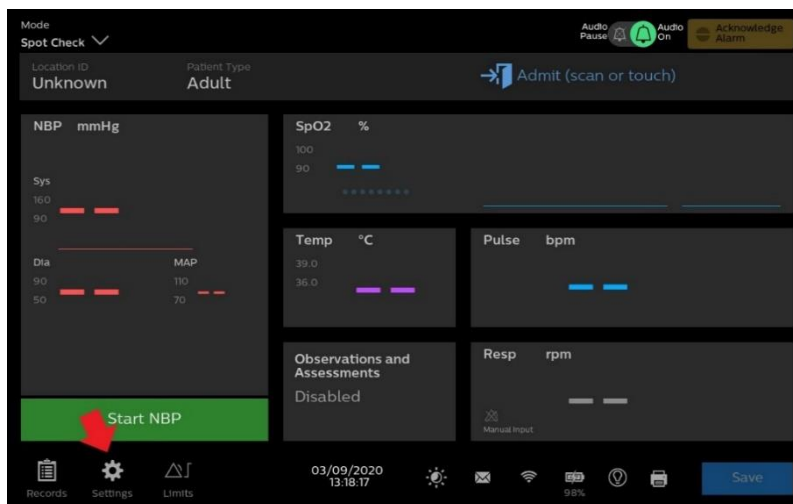 Mode
Spot Check
Audio Pause
Audio On
Acknowledge Alarm
Location ID
Unknown
Patient Type
Adult
Admit (scan or touch)
NBP mmHg
Sys
160
90
Dia
90
50
MAP
110
70
Start NBP
SpO2 %
100
90
Temp °C
39.0
36.0
Pulse bpm
Observations and
Assessments
Disabled
Resp rpm
Manual Input
Records
Settings
Limits
03/09/2020
13:18:17
98%
Save